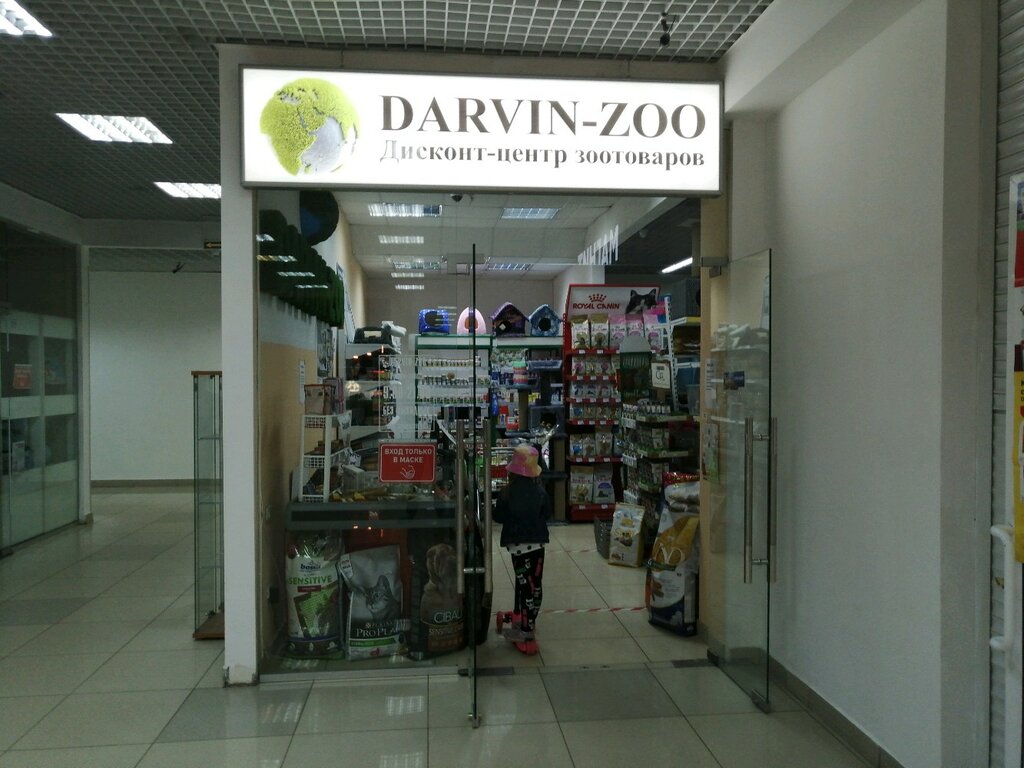 DARVIN-ZOO
Дисконт-центр зоотоваров
ROYAL CANIN
ВХОД ТОЛЬКО
В МАСКЕ
SENSITIVE
PRO PLAN